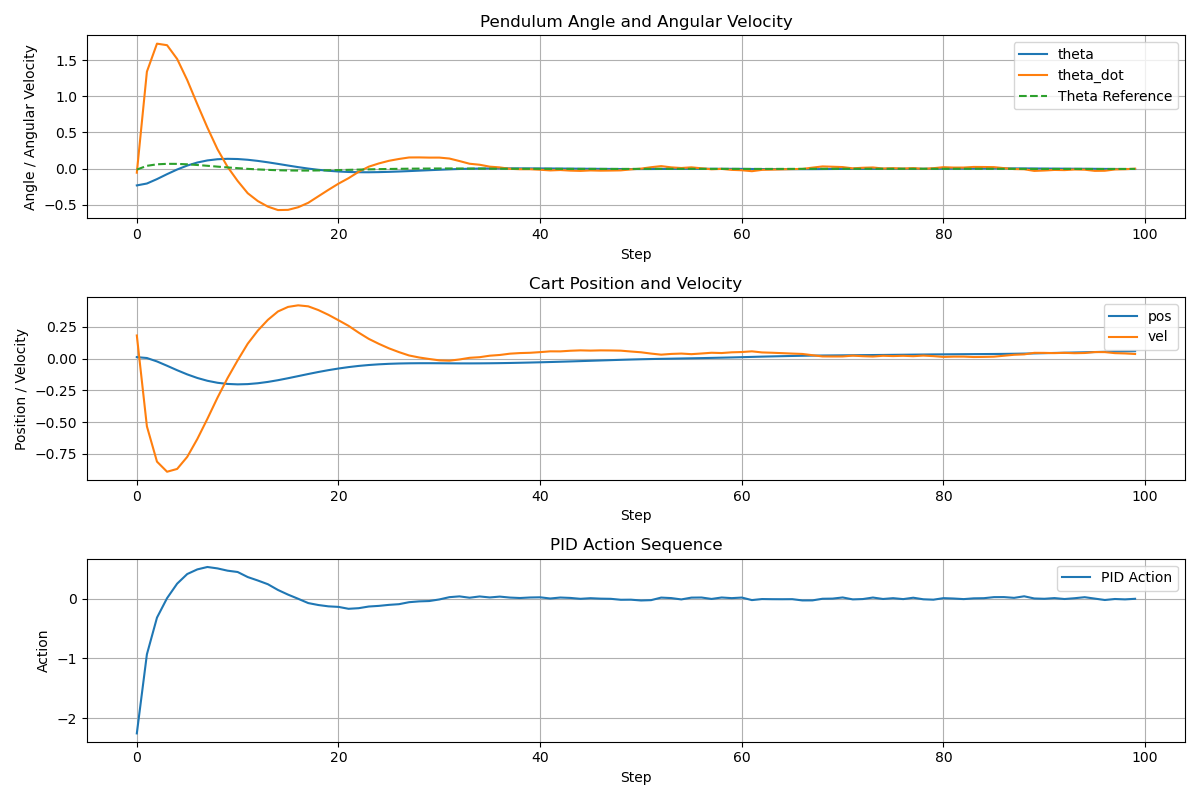 Pendulum Angle and Angular Velocity
Angle / Angular Velocity
1.5
1.0
0.5
0.0
−0.5
theta
theta_dot
Theta Reference
0 20 40 60 80 100
Step
Cart Position and Velocity
Position / Velocity
0.25
0.00
−0.25
−0.50
−0.75
pos
vel
0 20 40 60 80 100
Step
PID Action Sequence
Action
0
−1
−2
PID Action
0 20 40 60 80 100
Step